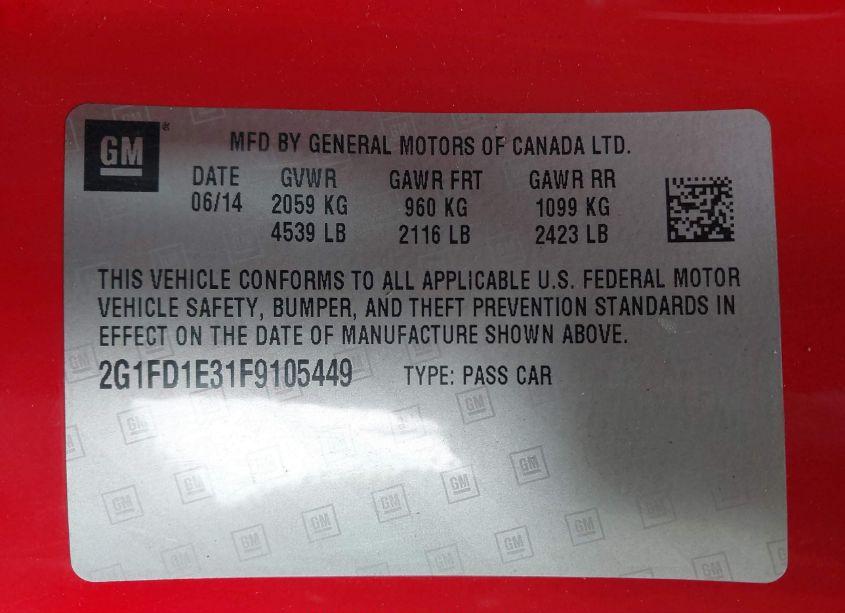 GM
MFD BY GENERAL MOTORS OF CANADA LTD.
DATE GVWR GAWR FRT GAWR RR
06/14 2059 KG 960 KG 1099 KG
4539 LB 2116 LB 2423 LB
THIS VEHICLE CONFORMS TO ALL APPLICABLE U.S. FEDERAL MOTOR
VEHICLE SAFETY, BUMPER, AND THEFT PREVENTION STANDARDS IN
EFFECT ON THE DATE OF MANUFACTURE SHOWN ABOVE.
2G1FD1E31F9105449 TYPE: PASS CAR